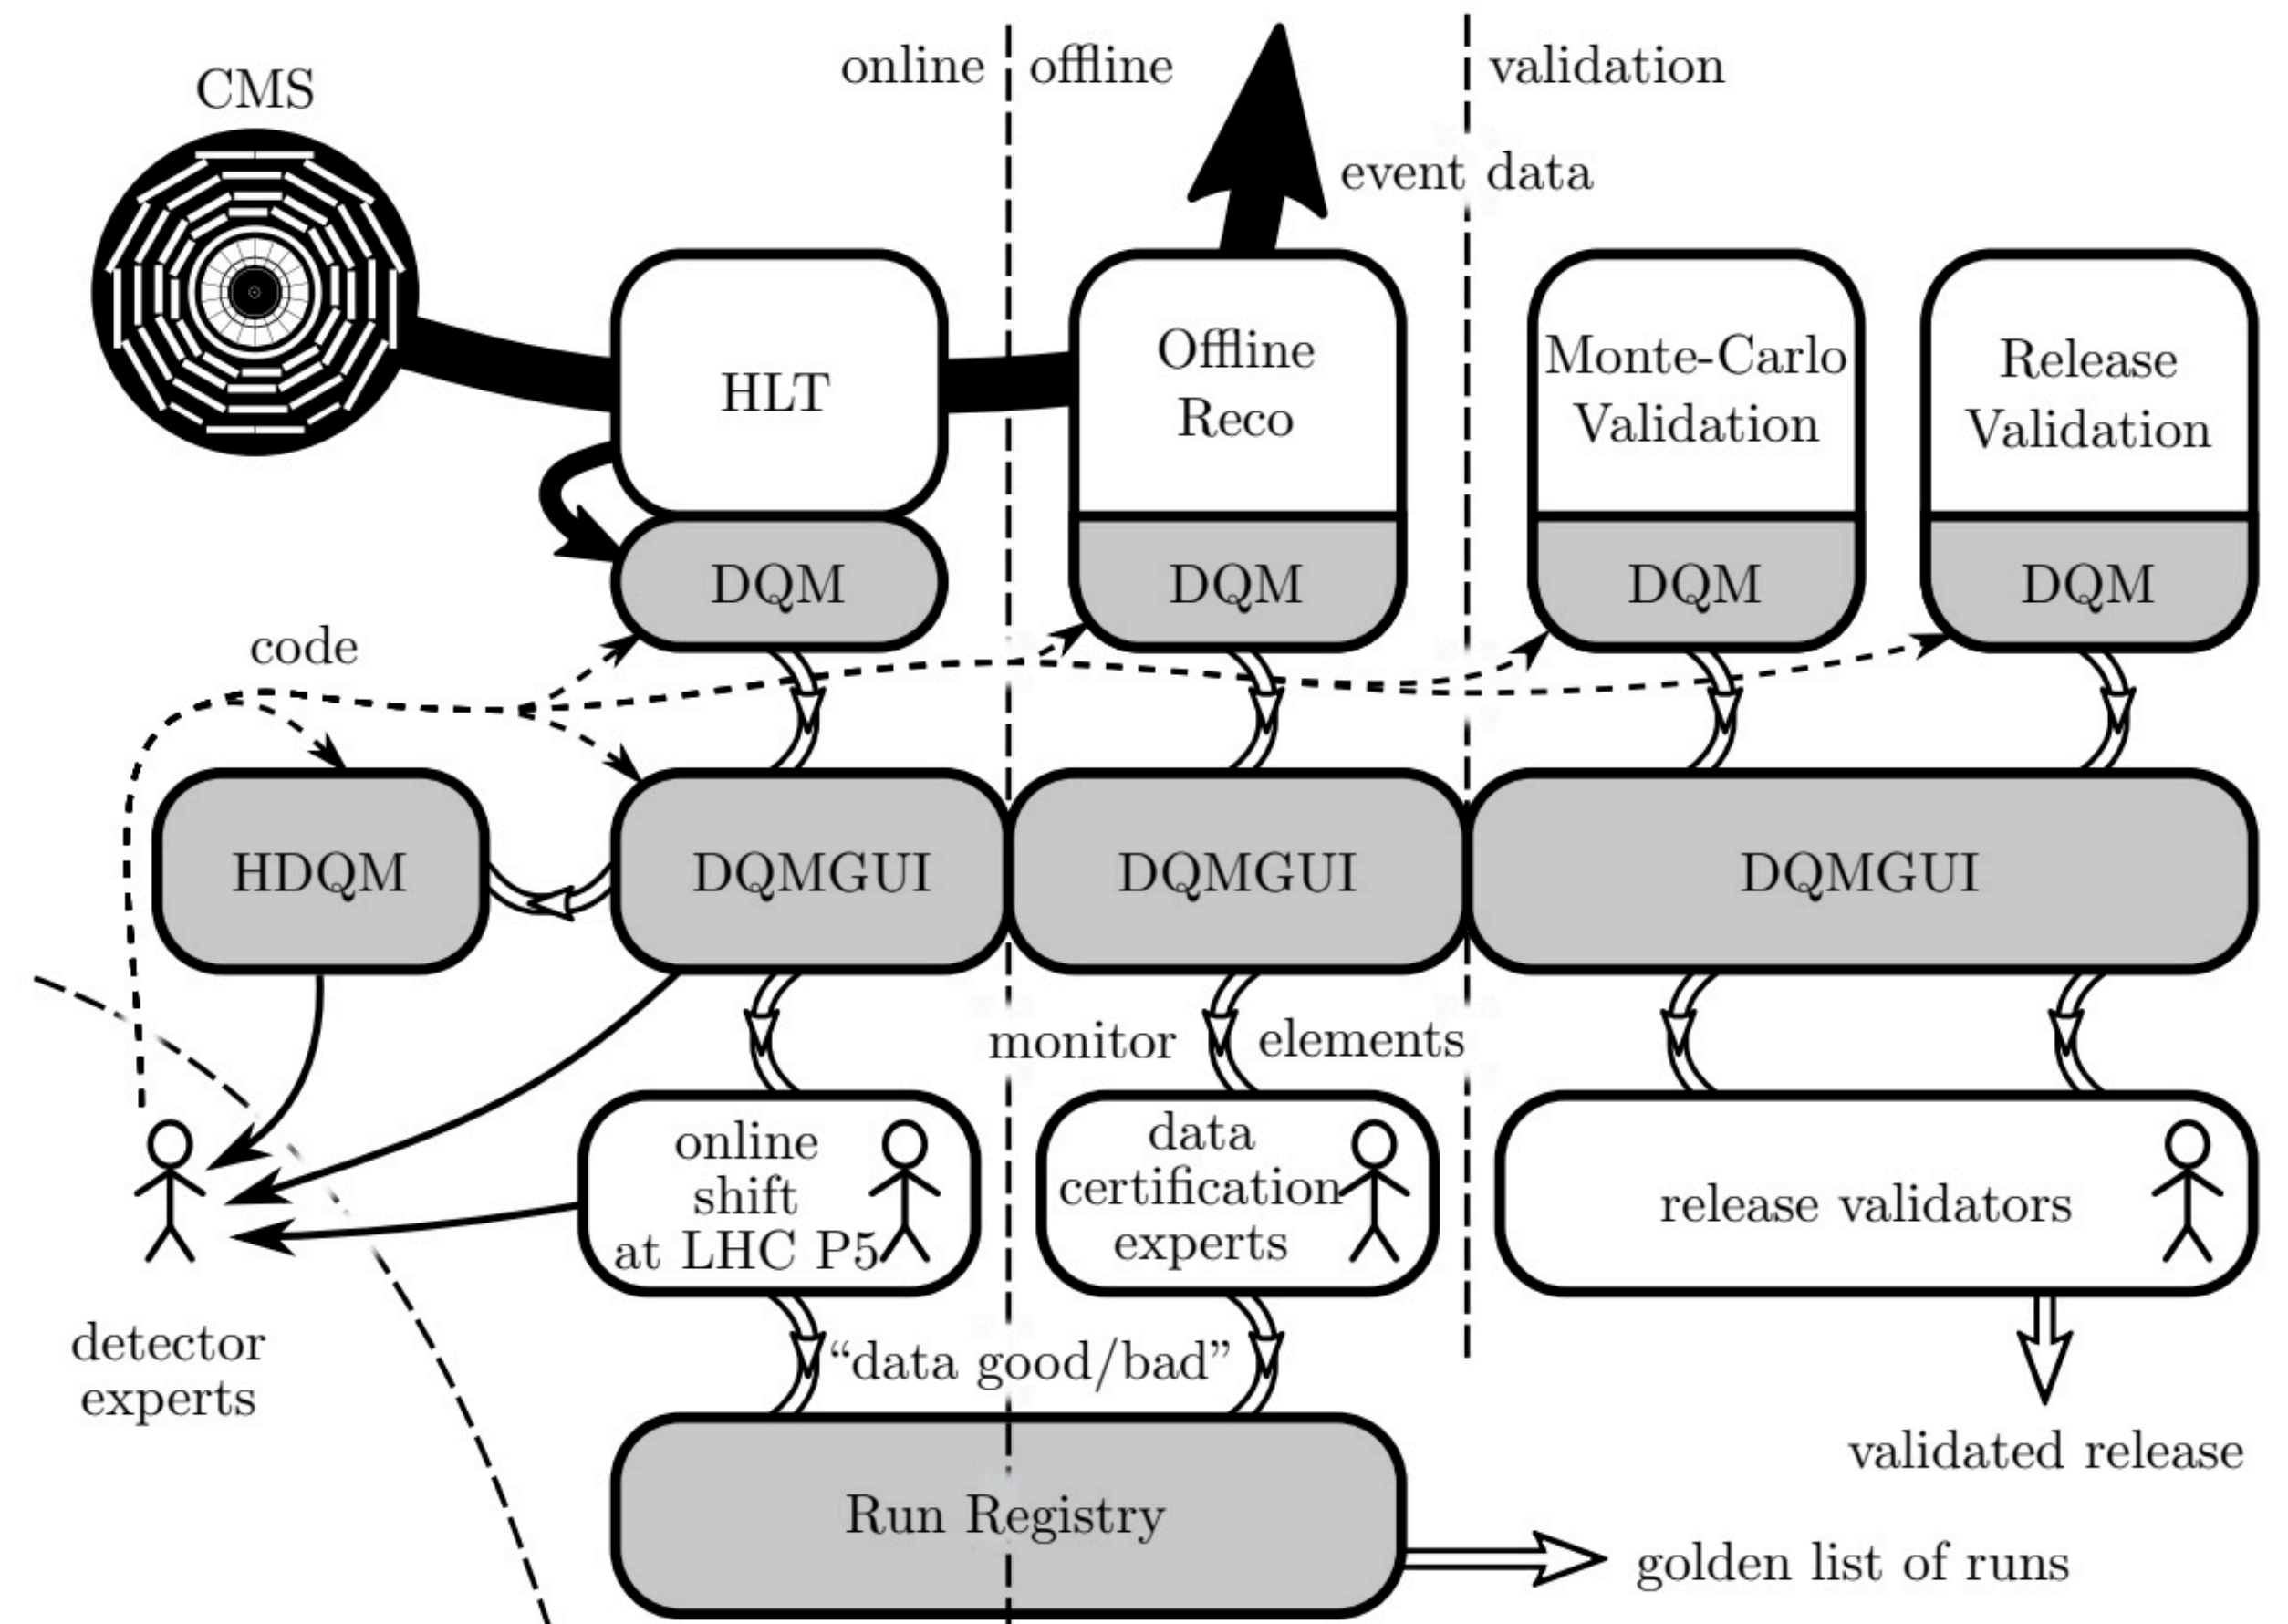 CMS
online
offline
validation
event data
HLT
Offline
Reco
Monte-Carlo
Validation
Release
Validation
DQM
DQM
DQM
DQM
code
HDQM
DQMGUI
DQMGUI
DQMGUI
monitor
elements
online
shift
at LHC P5
data
certification
experts
release validators
detector
experts
“data good/bad”
validated release
Run Registry
golden list of runs